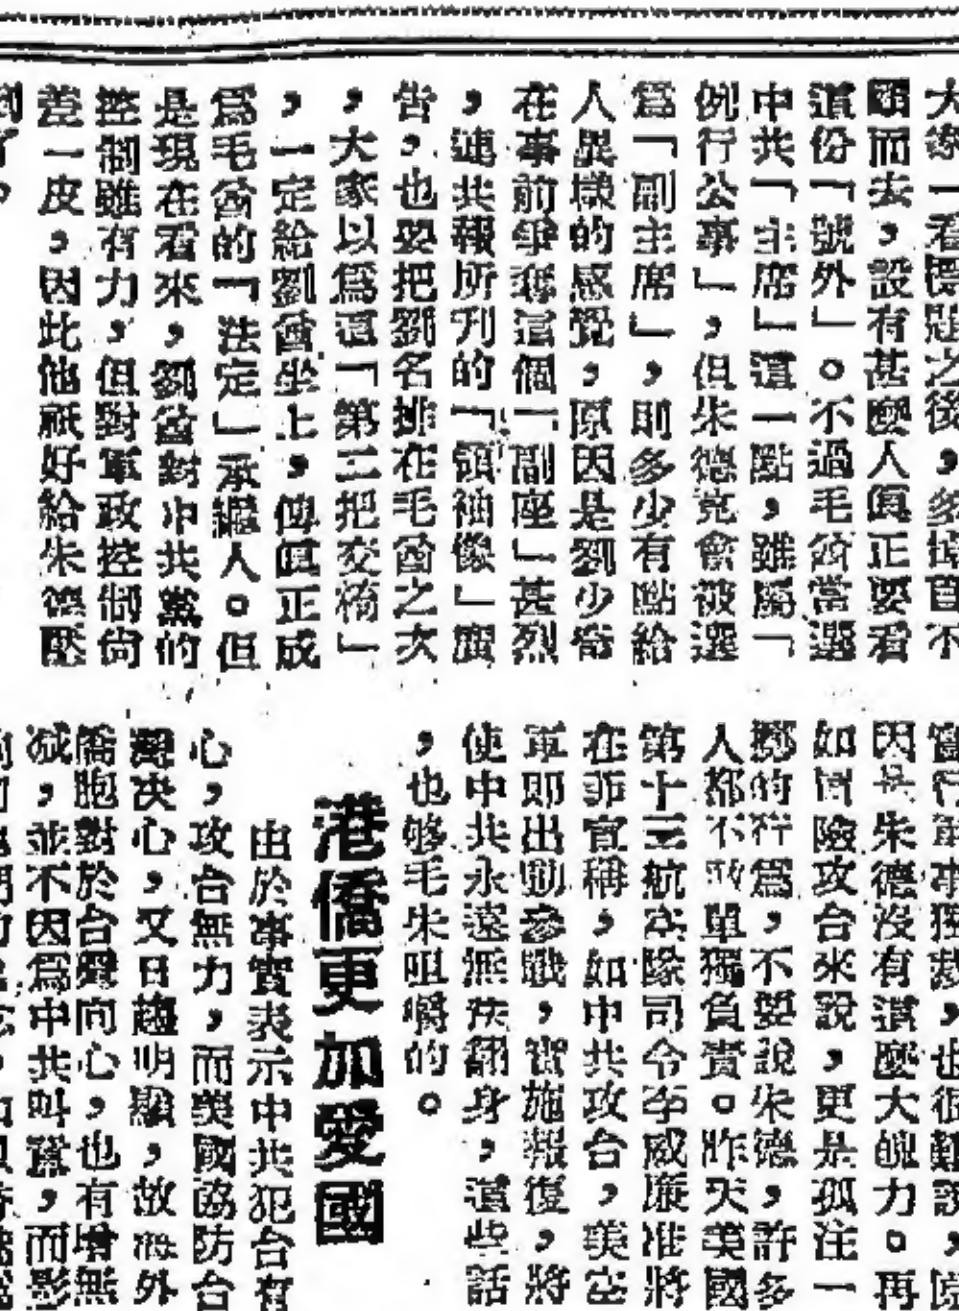 大家一看標題之後，多掉首不
顧而去，設有甚麼人眞正要看
這份「號外」。不過毛酋當選
中共「主席」這一點，雖屬「
例行公事」，但朱德竟會被選
爲「副主席」，則多少有點給
人異樣的感覺，原因是劉少奇
在事前爭奪這個「副座」甚烈
，連共報所刋的「領袖像」廣
告，也要把劉名排在毛酋之次
，大家以爲這「第二把交椅」
，一定給劉酋坐上，俾眞正成
爲毛酋的「法定」承繼人。但
是現在看來，劉酋對中共黨的
控制雖有力，但對軍政控制尙
差一皮，因此他祇好給朱德壓
倒了。
因爲朱德沒有這麼大魄力。再
如冒險攻台來說，更是孤注一
擲的行爲，不要說朱德，許多
人都不敢單獨負責。昨天美國
第十三航空隊司令李威廉准將
在菲宣稱，如中共攻台，美空
軍即出動參戰，實施報復，將
使中共永遠無法翻身，這些話
，也够毛朱咀嚼的。
港僑更加愛國
由於事實表示中共犯台有
心，攻台無力，而美國協防台
灣決心，又日趨明顯，故海外
僑胞對於台灣向心，也有增無
減，並不因爲中共叫囂，而影